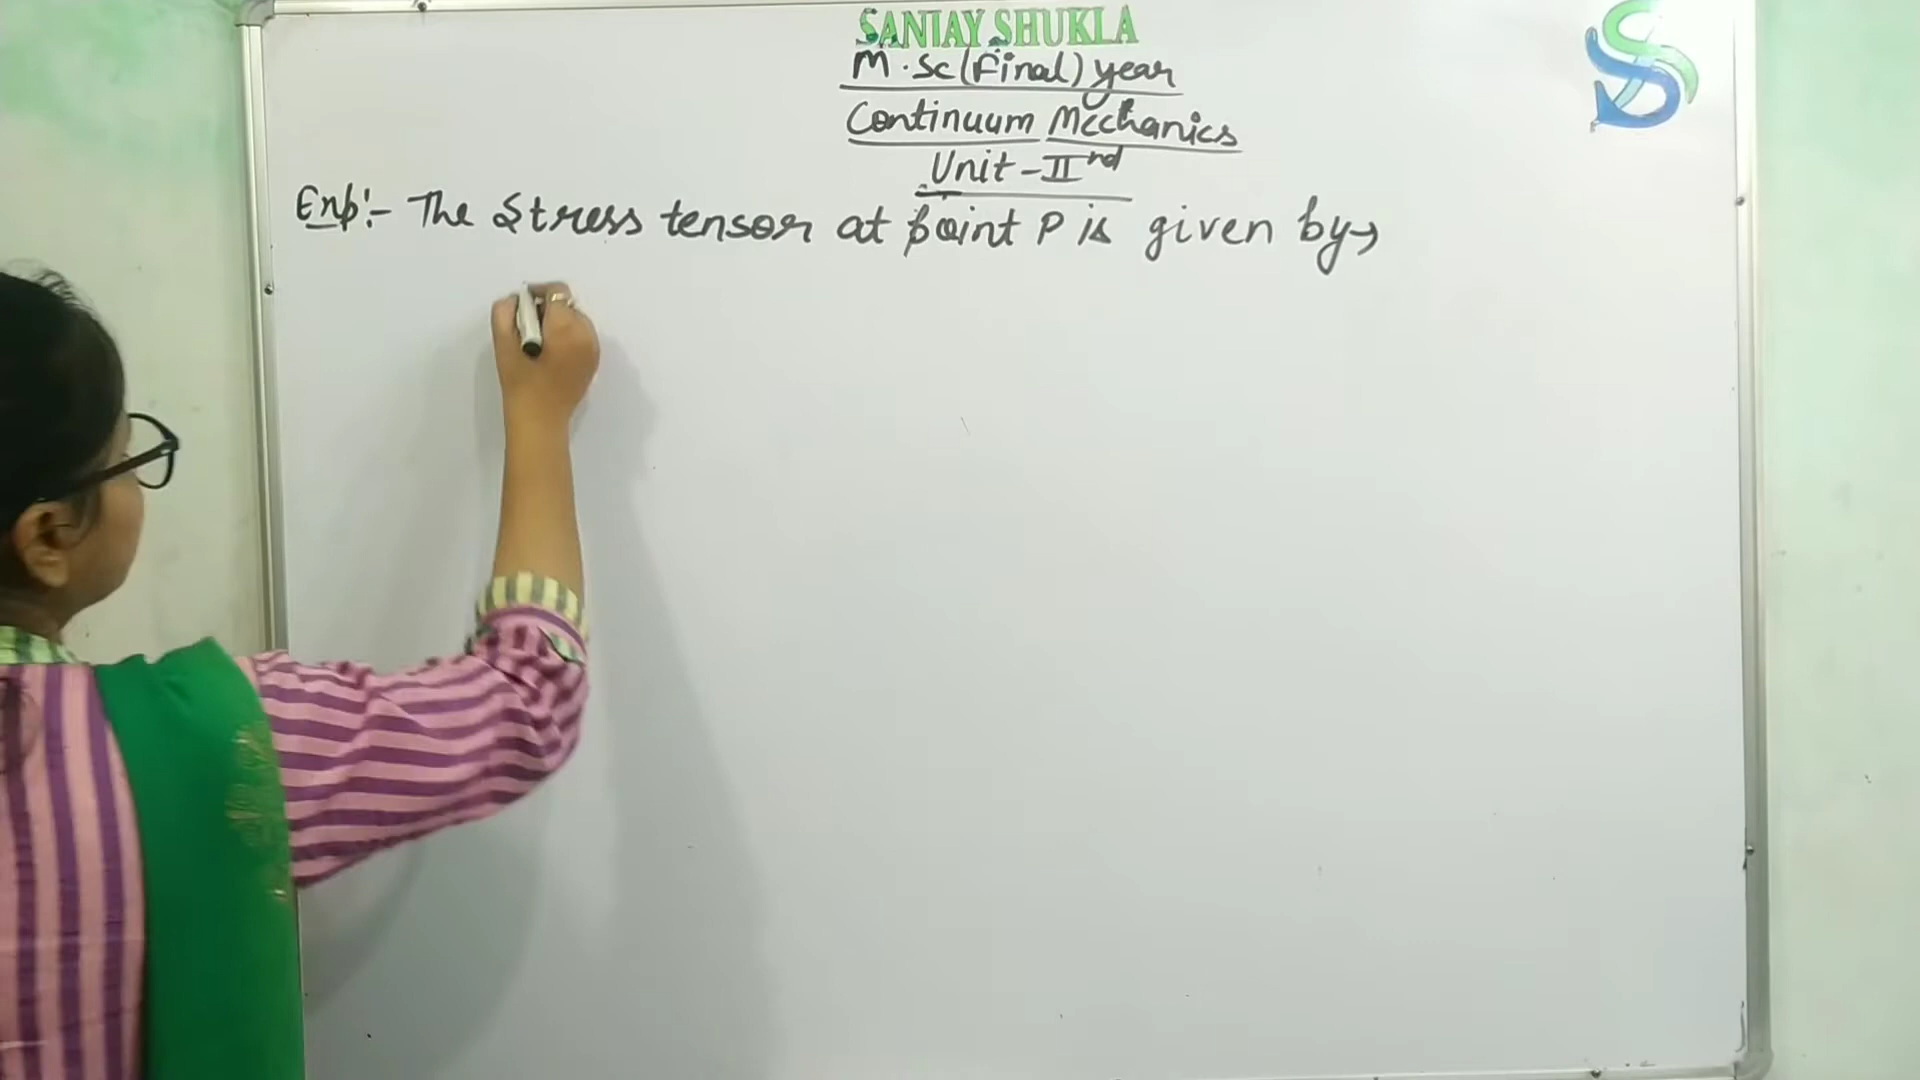 SANJAY SHUKLA
M.Sc (Final) year
Continuum Mechanics
Unit - IInd
Exp:- The Stress tensor at point P is given by→